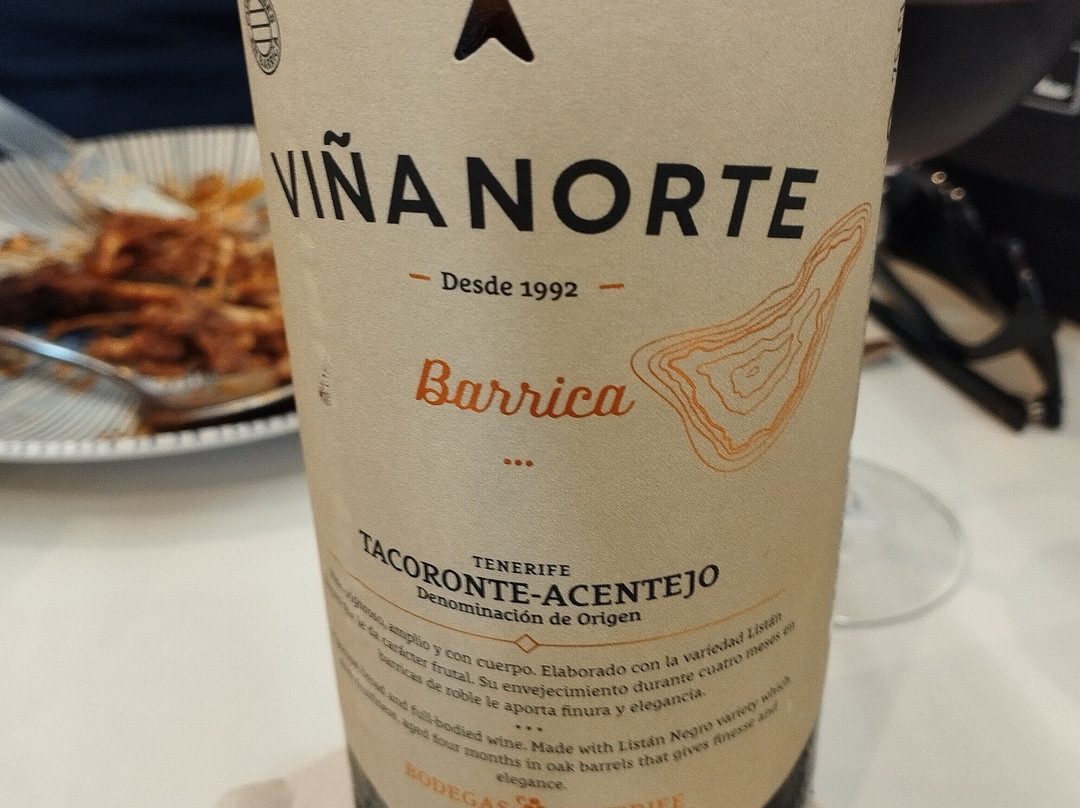 VIÑA NORTE
Desde 1992
Barrica
...
TENERIFE
TACORONTE-ACENTEJO
Denominación de Origen
amplio y con cuerpo. Elaborado con la variedad Listán
le da carácter frutal. Su envejecimiento durante cuatro meses en
barricas de roble le aporta finura y elegancia.
...
and full-bodied wine. Made with Listán Negro variety which
aged four months in oak barrels that gives finesse and
elegance.
BODEGAS